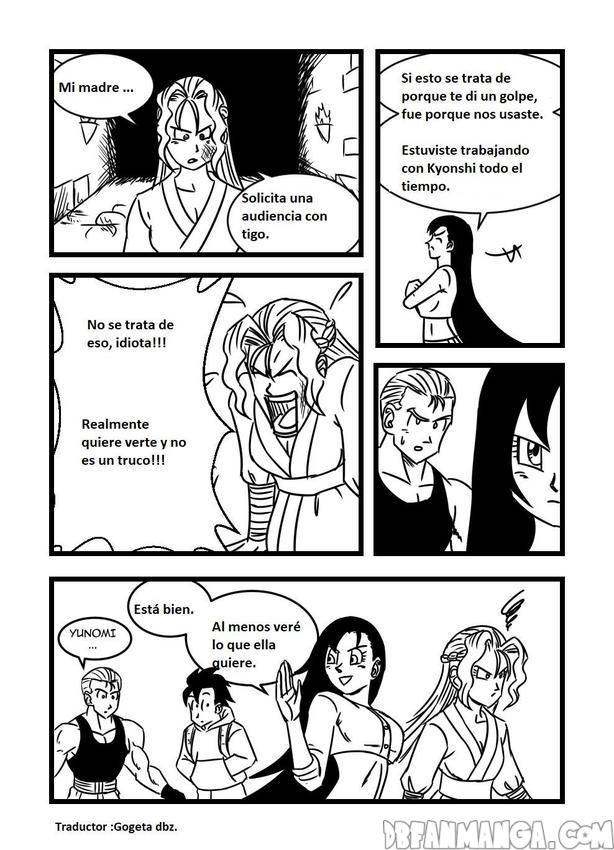 Mi madre ...
Solicita una
audiencia con
tigo.
Si esto se trata de
porque te di un golpe,
fue porque nos usaste.
Estuviste trabajando
con Kyonshi todo el
tiempo.
No se trata de
eso, idiota!!!
Realmente
quiere verte y no
es un truco!!!
YUNOMI
...
Está bien.
Al menos veré
lo que ella
quiere.
Traductor :Gogeta dbz.
DBFANMANGA.COM